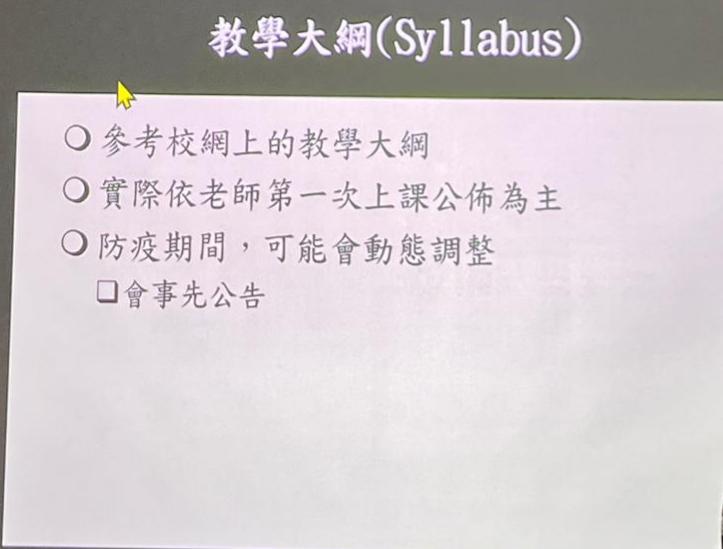 教學大綱(Syllabus)
參考校網上的教學大綱
實際依老師第一次上課公佈為主
防疫期間，可能會動態調整
會事先公告